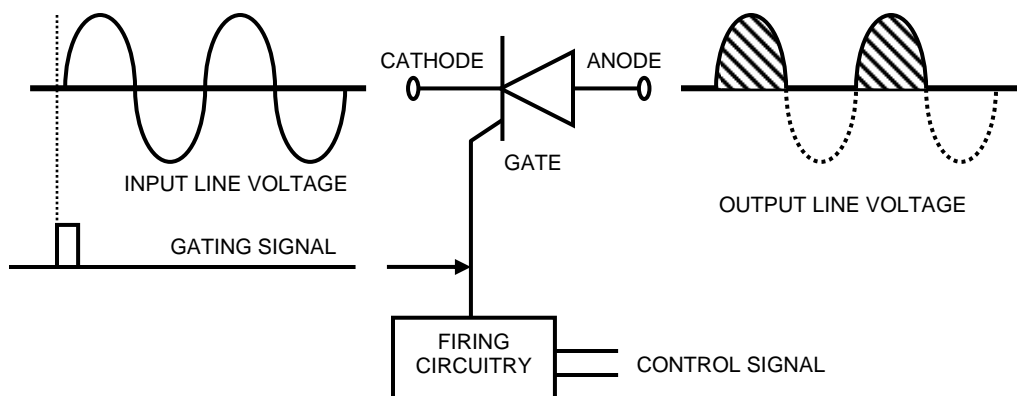 CATHODE
ANODE
GATE
INPUT LINE VOLTAGE
OUTPUT LINE VOLTAGE
GATING SIGNAL
FIRING
CIRCUITRY
CONTROL SIGNAL